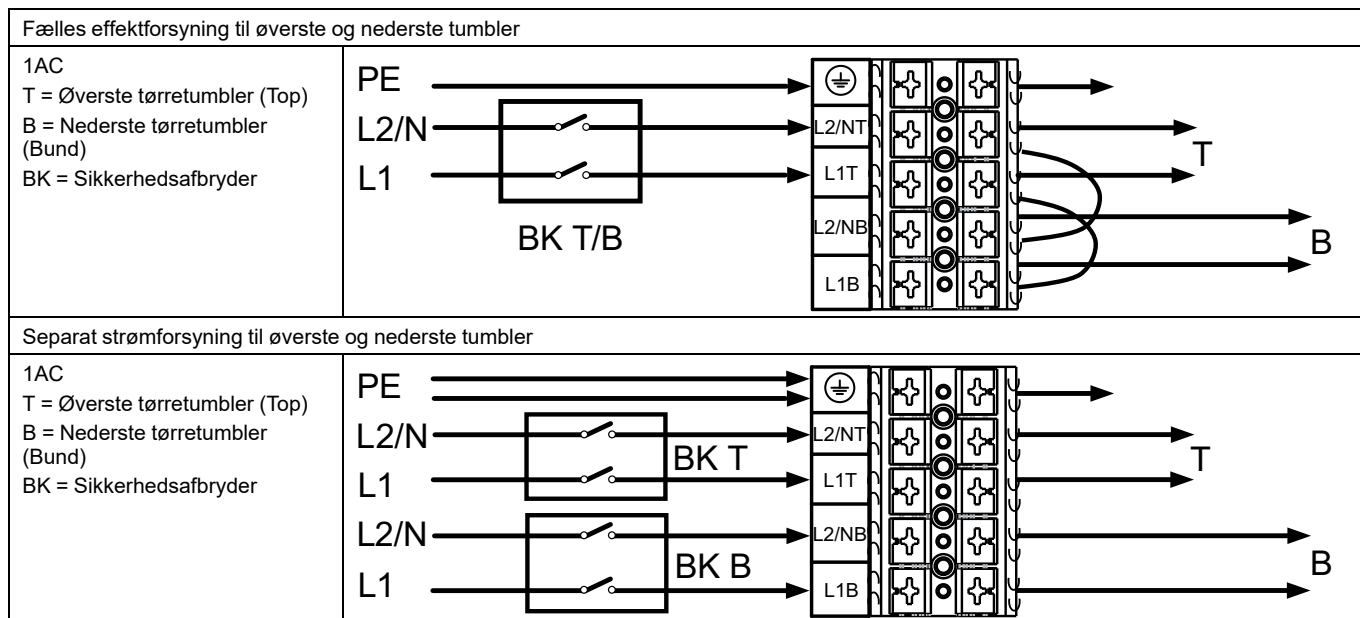 Fælles effektforsyning til øverste og nederste tumbler
1AC
T = Øverste tørretumbler (Top)
B = Nederste tørretumbler
(Bund)
BK = Sikkerhedsafbryder
PE
L2/N
L1
BK T/B
L2/NT
L1T
L2/NB
L1B
T
B
Separat strømforsyning til øverste og nederste tumbler
1AC
T = Øverste tørretumbler (Top)
B = Nederste tørretumbler
(Bund)
BK = Sikkerhedsafbryder
PE
L2/N
L1
L2/N
L1
BK T
BK B
L2/NT
L1T
L2/NB
L1B
T
B